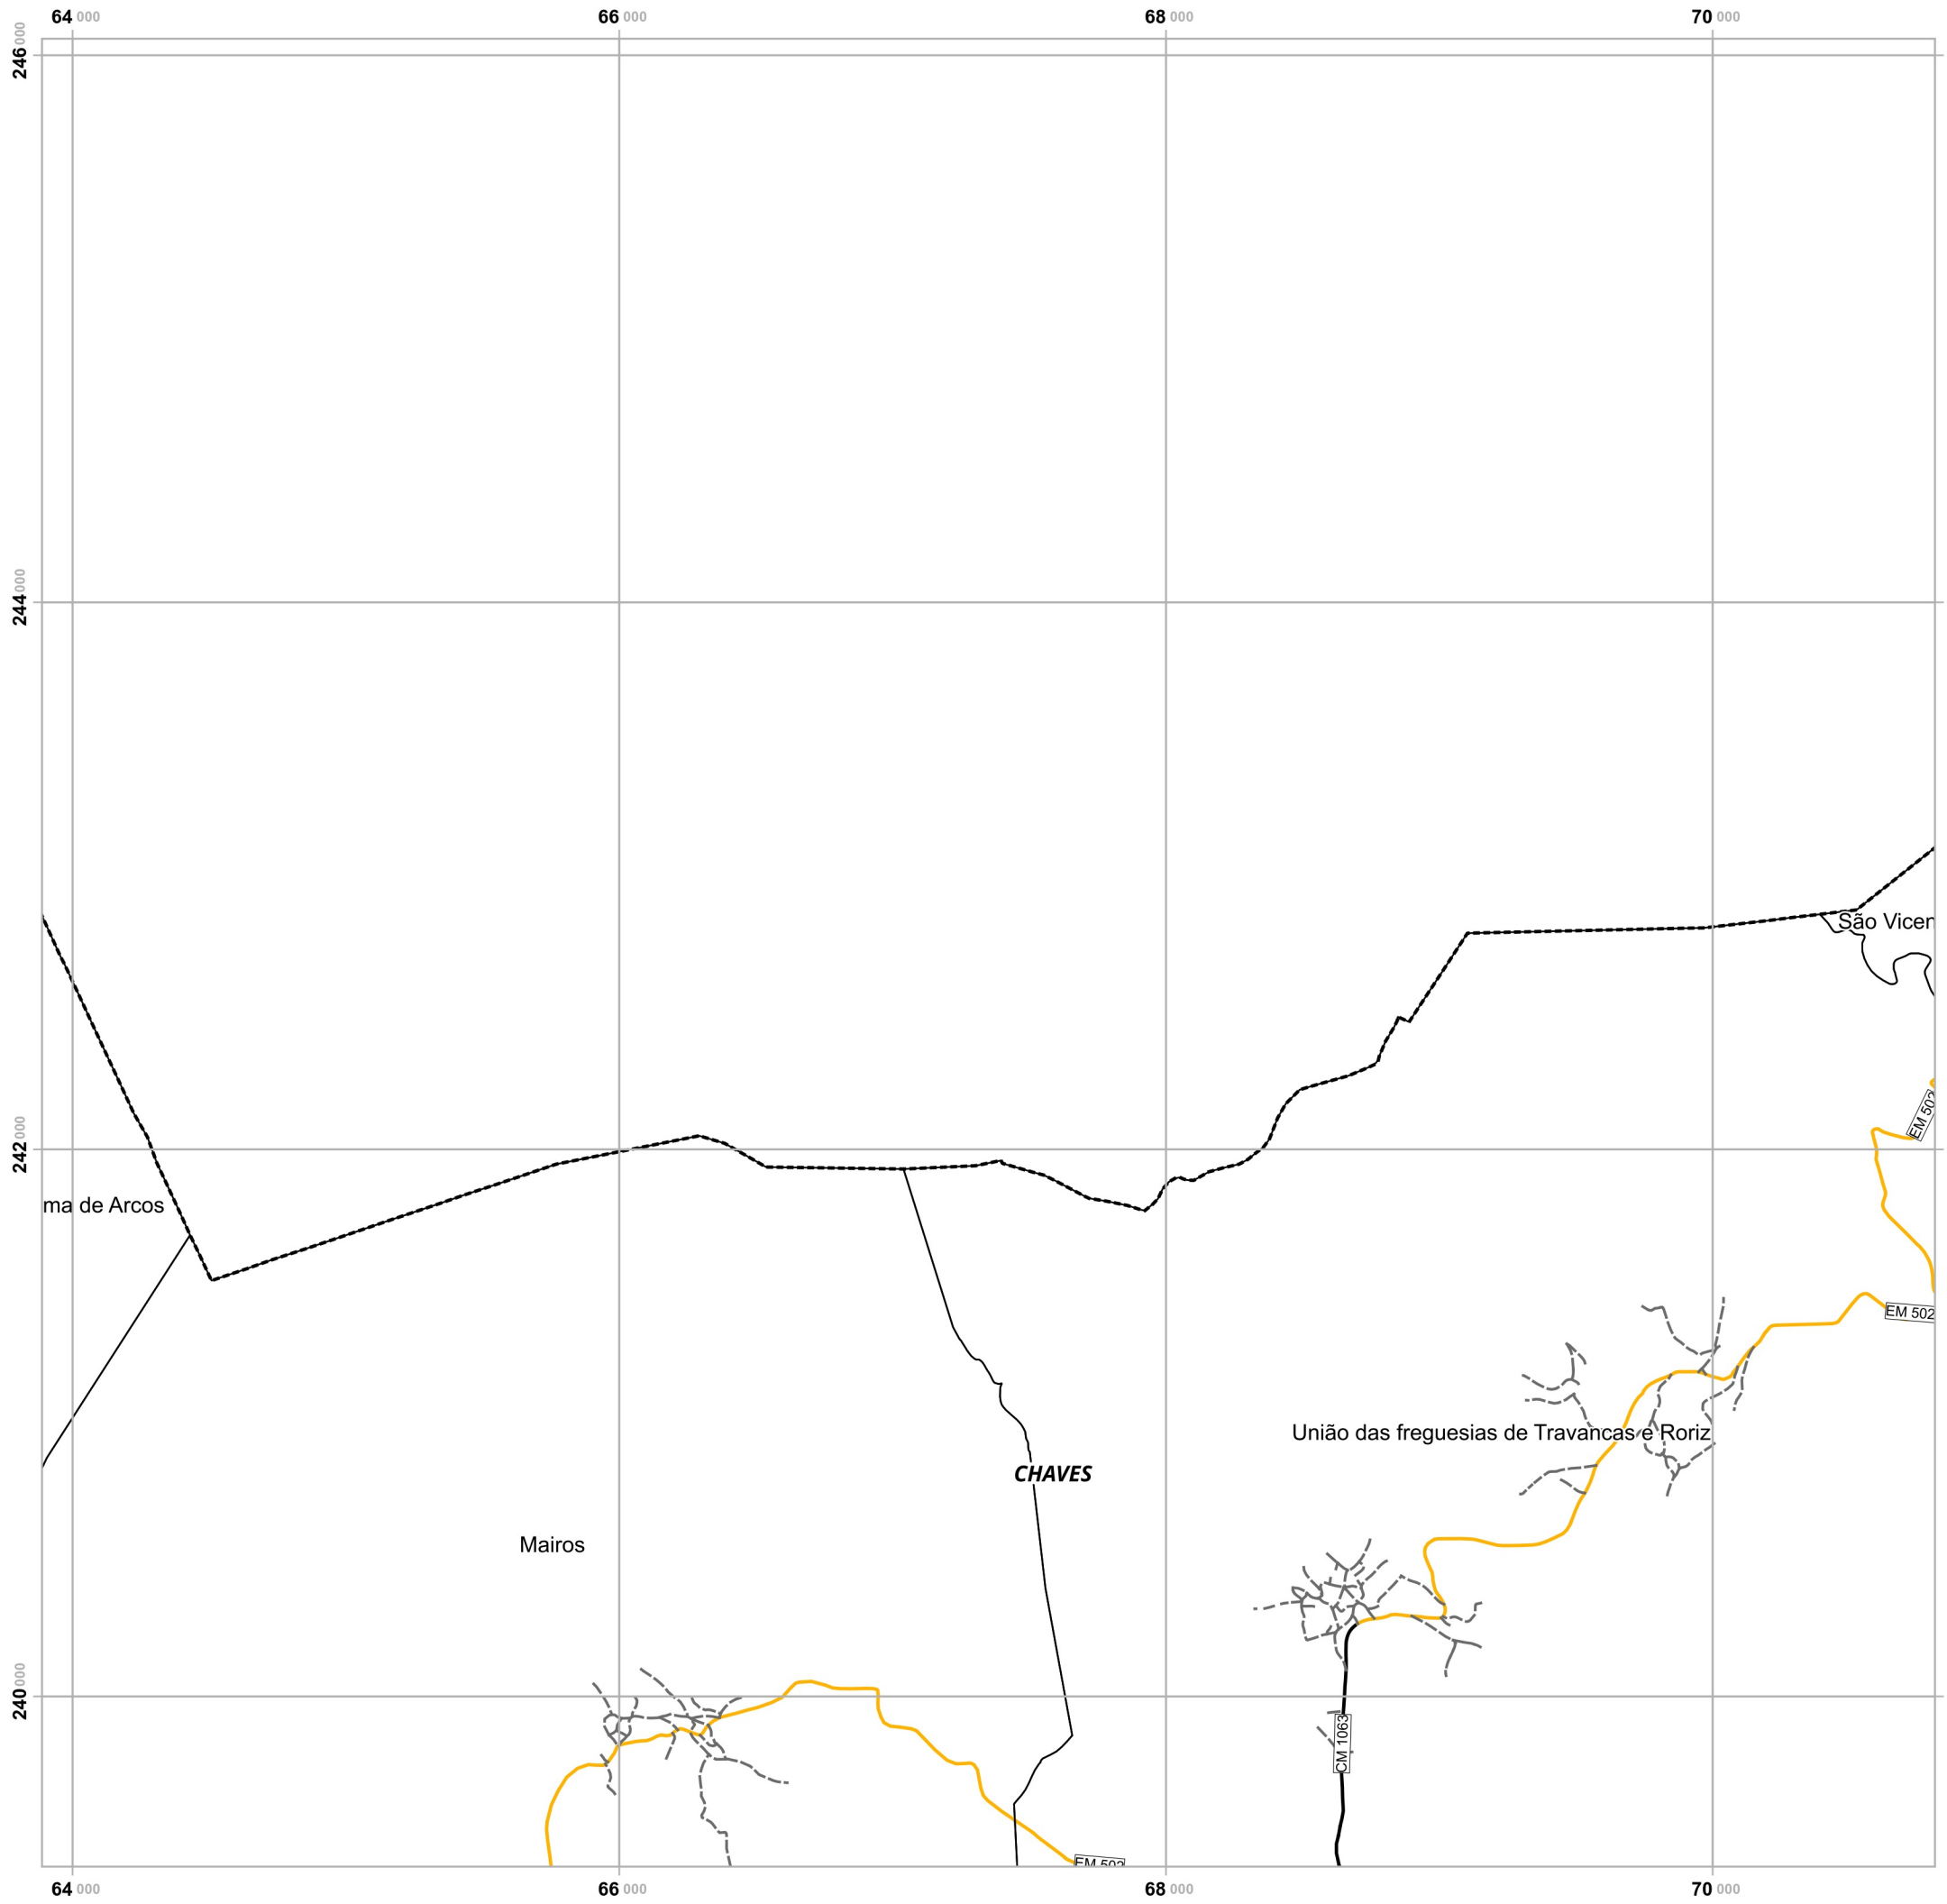 64 000 66 000 68 000 70 000
246 000
244 000
São Vicen
EM 502
242 000
ma de Arcos
EM 502
União das freguesias de Travancas e Roriz
CHAVES
Mairos
240 000
CM 1063
EM 502
64 000 66 000 68 000 70 000